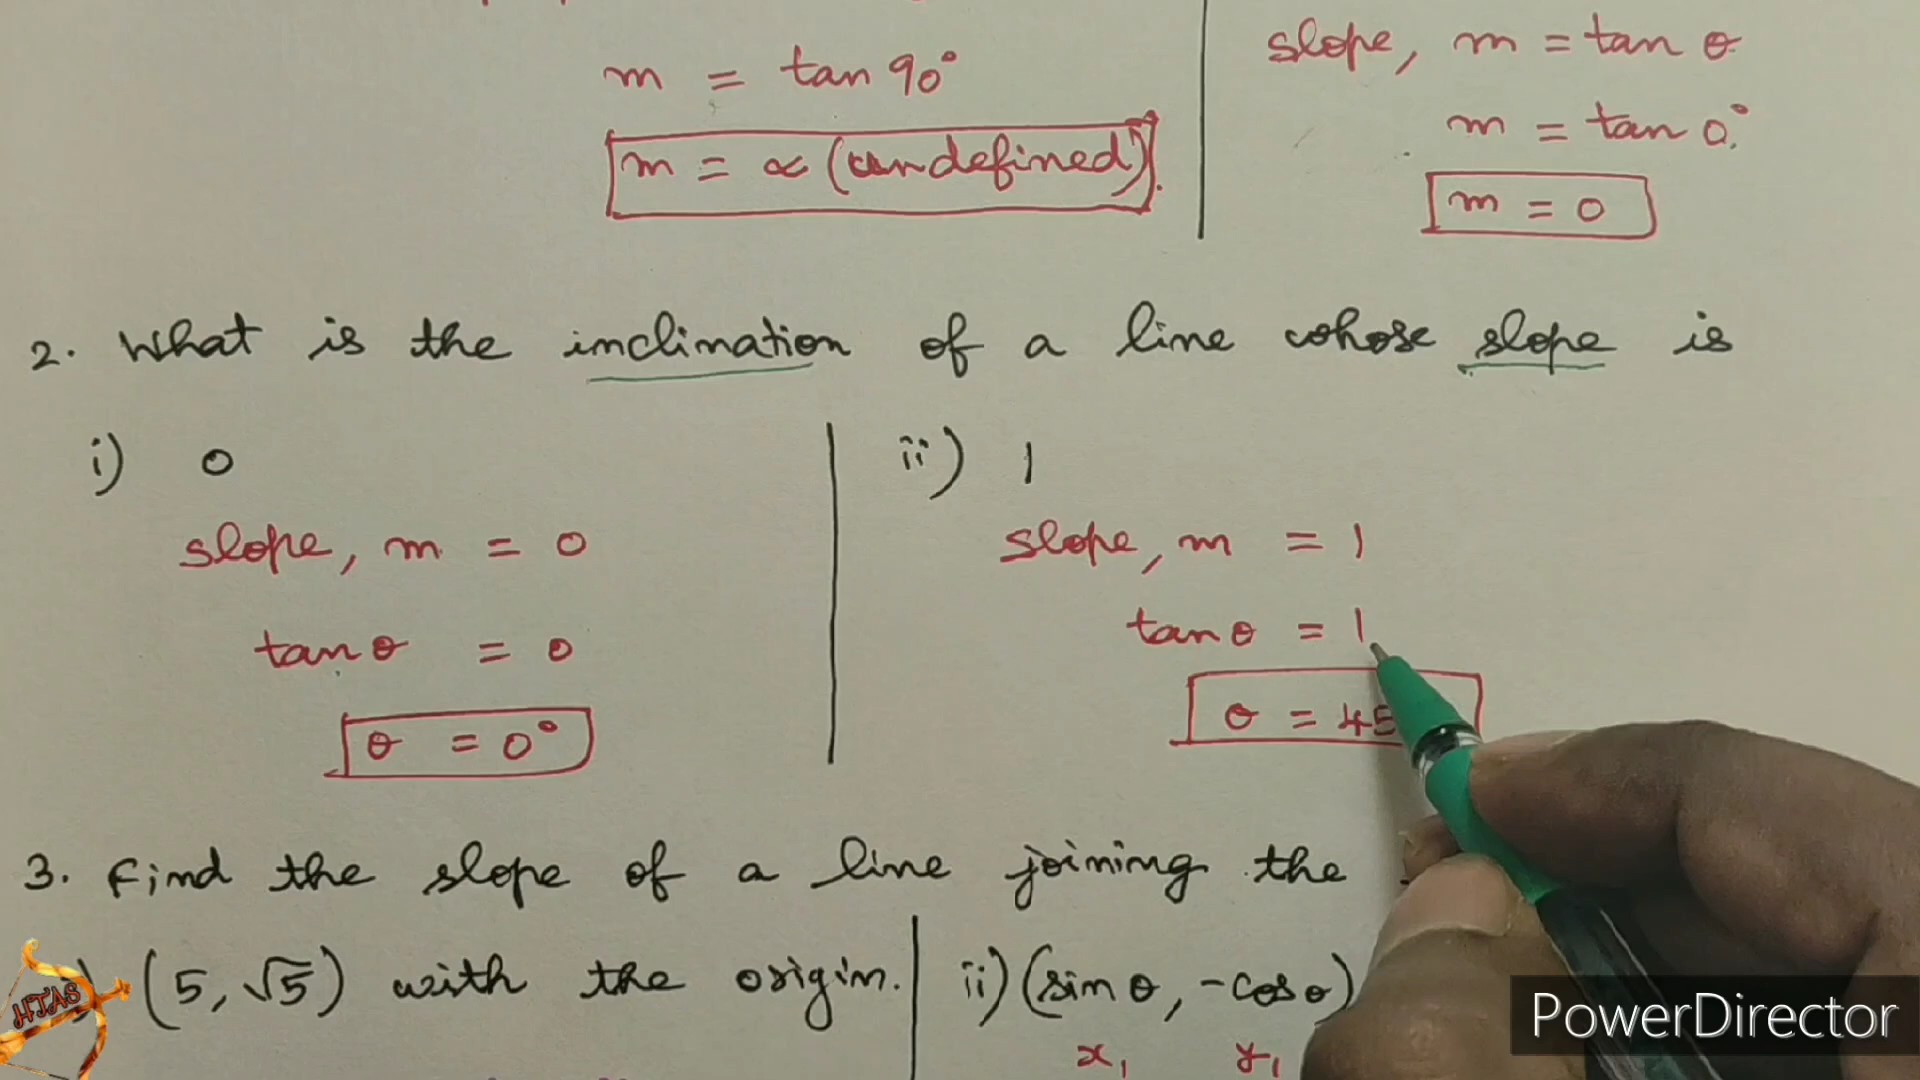 m = tan 90°
m = ∝ (undefined).
slope, m = tan θ
m = tan 0°
m = 0
2. What is the inclination of a line whose slope is
i) 0
slope, m = 0
tan θ = 0
θ = 0°
ii) 1
slope, m = 1
tan θ = 1
θ = 45
3. Find the slope of a line joining the
(5, √5) with the origin.
ii) (sin θ, -cos θ)
x₁ y₁
HTAS
PowerDirector